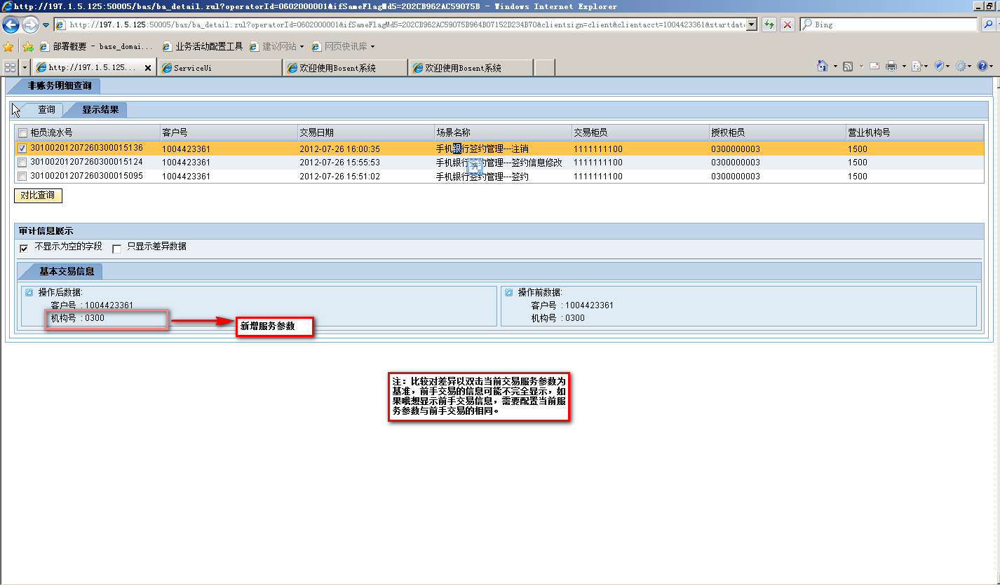 http://197.1.5.125:50005/bas/ba_detail.zul?operatorId=0602000001&ifSameFlagMd5=202CB962AC59075B - Windows Internet Explorer
http://197.1.5.125:50005/bas/ba_detail.zul?operatorId=0602000001&ifSameFlagMd5=202CB962AC59075B964B07152D234B70&clientsign=client&clientacct=1004423361&startdat
Bing
部署概要 - base_domai...
业务活动配置工具
建议网站
网页快讯库
http://197.1.5.125...
ServiceUi
欢迎使用Bosent系统
欢迎使用Bosent系统
非账务明细查询
查询
显示结果
柜员流水号 客户号 交易日期 场景名称 交易柜员 授权柜员 营业机构号
301002012072603000​15136 1004423361 2012-07-26 16:00:35 手机银行签约管理---注销 1111111100 0300000003 1500
30100201207260300015124 1004423361 2012-07-26 15:55:53 手机银行签约管理---签约信息修改 1111111100 0300000003 1500
30100201207260300015095 1004423361 2012-07-26 15:51:02 手机银行签约管理---签约 1111111100 0300000003 1500
对比查询
审计信息展示
不显示为空的字段 只显示差异数据
基本交易信息
操作后数据:
客户号 : 1004423361
机构号 : 0300
操作前数据:
客户号 : 1004423361
机构号 : 0300
新增服务参数
注：比较对差异以双击当前交易服务参数为
基准，前手交易的信息可能不完全显示，如
果哦想显示前手交易信息，需要配置当前服
务参数与前手交易的相同。